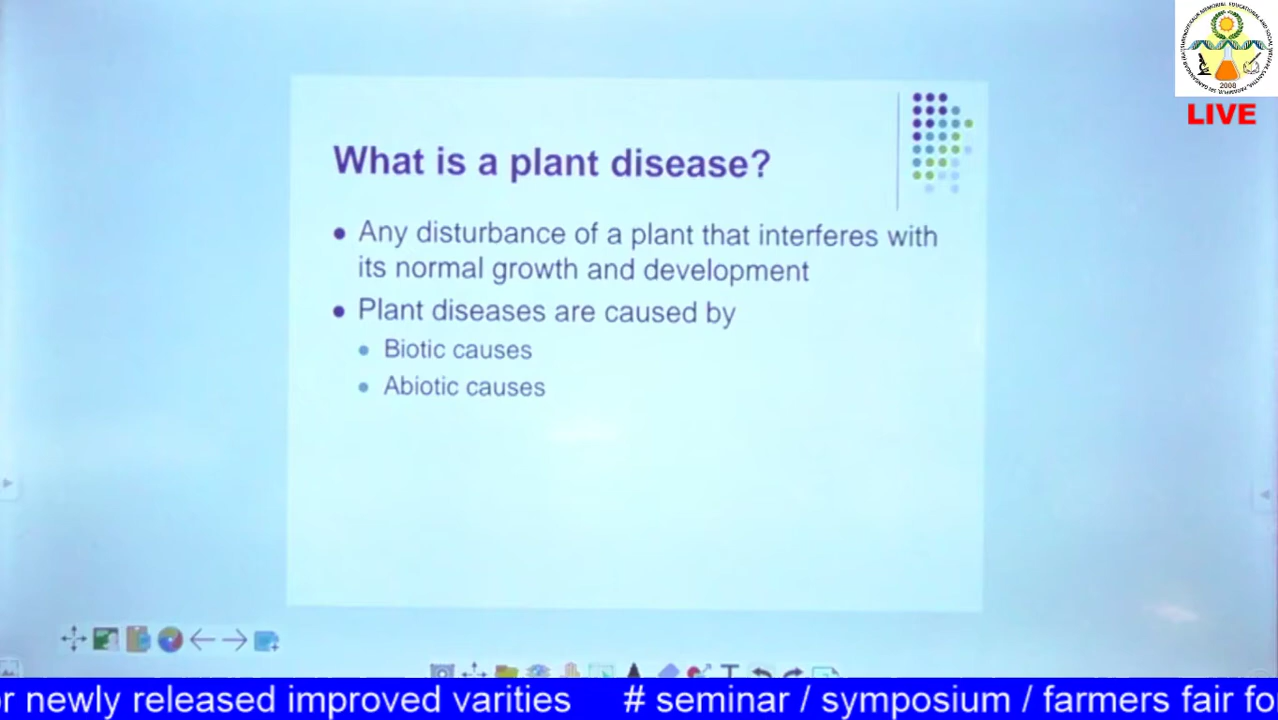 LIVE
What is a plant disease?
Any disturbance of a plant that interferes with
its normal growth and development
Plant diseases are caused by
Biotic causes
Abiotic causes
newly released improved varities # seminar / symposium / farmers fair
2008